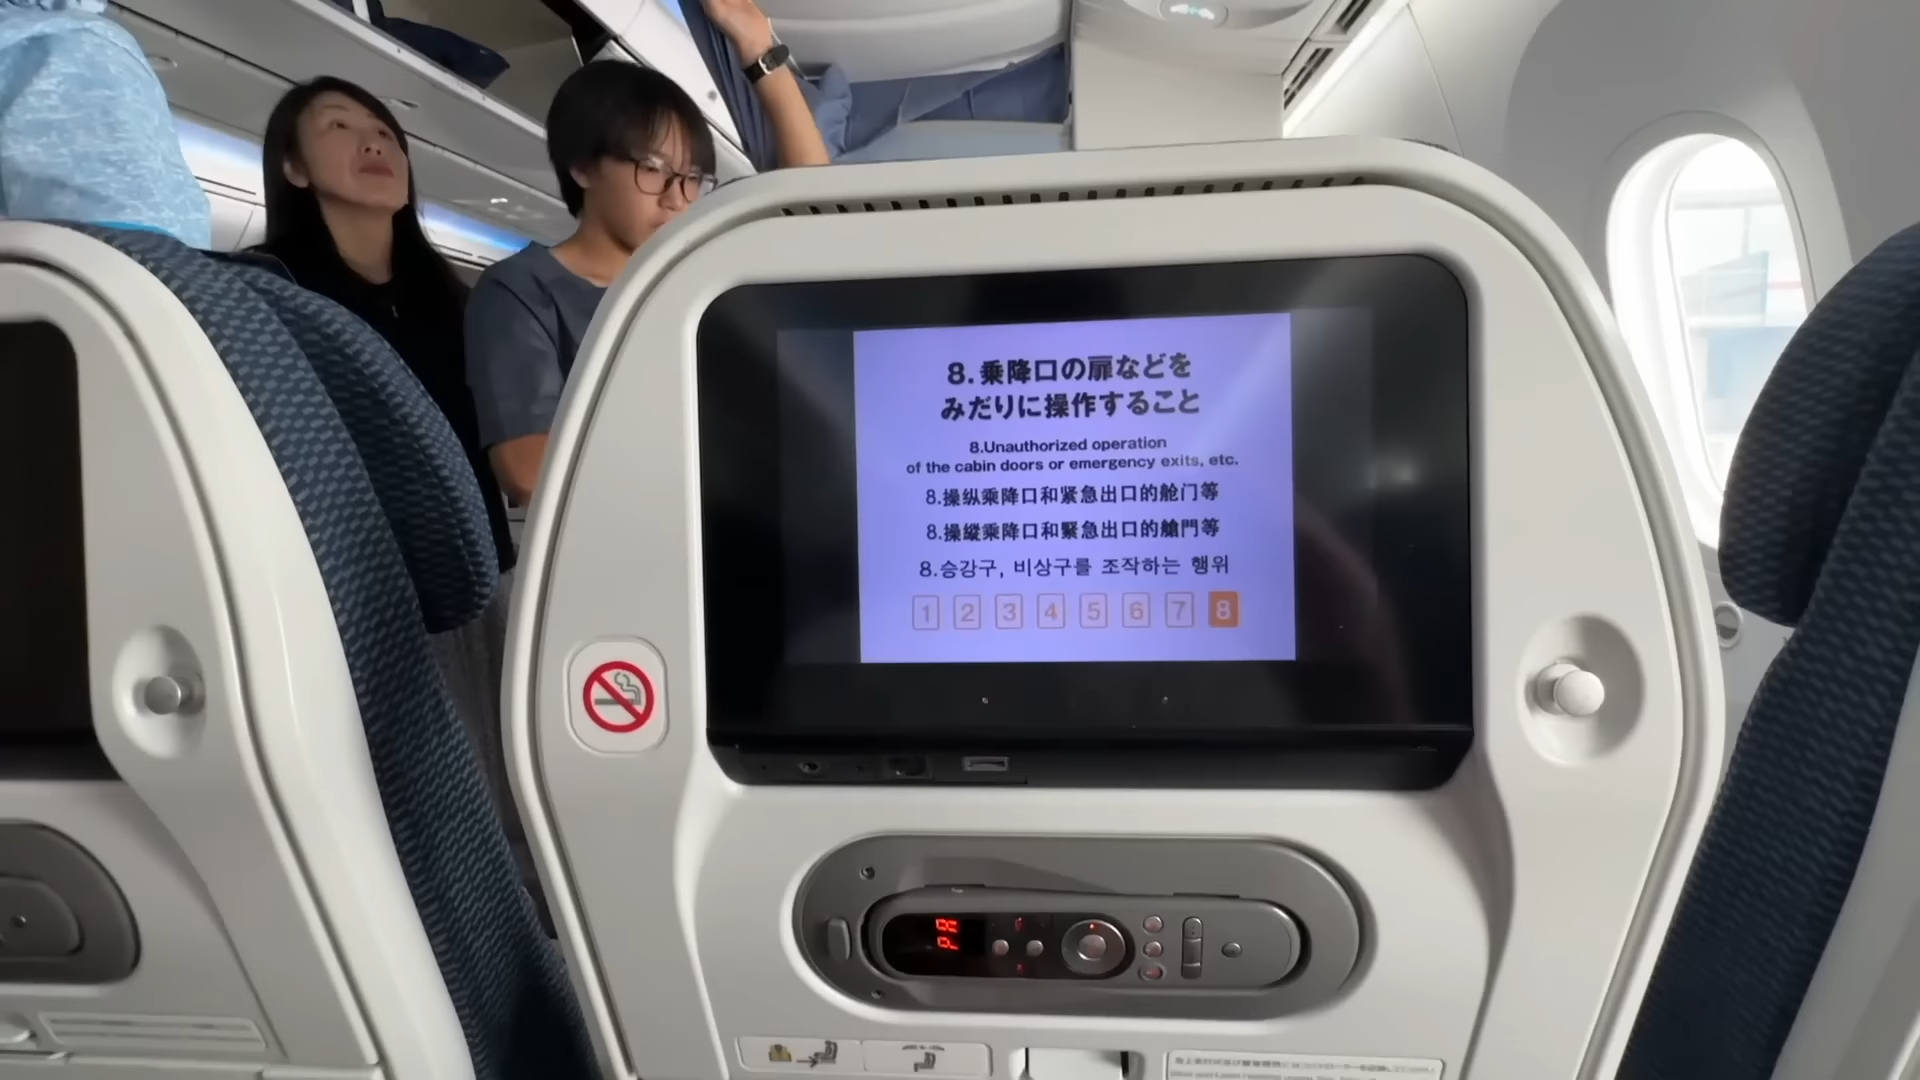 8.乗降口の扉などを
みだりに操作すること
8.Unauthorized operation
of the cabin doors or emergency exits, etc.
8.操纵乘降口和紧急出口的舱门等
8.操縱乘降口和緊急出口的艙門等
8.승강구, 비상구를 조작하는 행위
1 2 3 4 5 6 7 8
PA